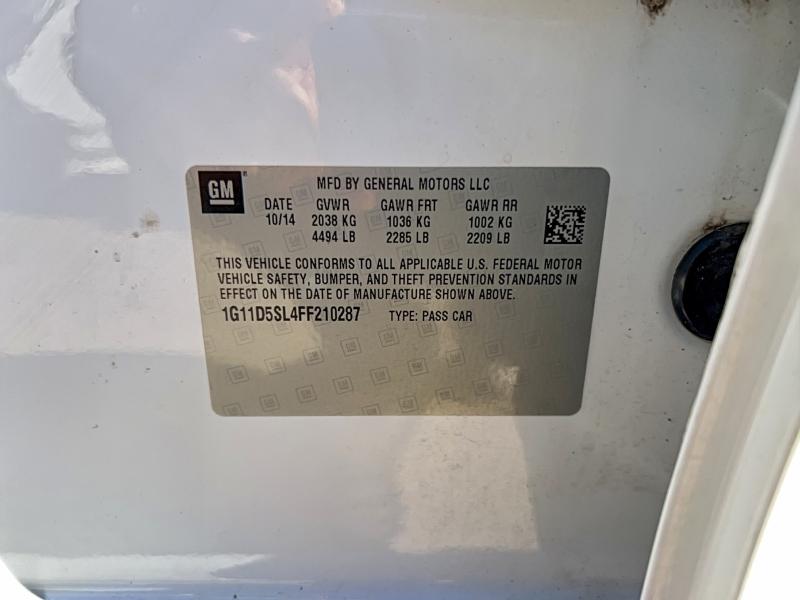 GM ® MFD BY GENERAL MOTORS LLC
DATE GVWR GAWR FRT GAWR RR
10/14 2038 KG 1036 KG 1002 KG
4494 LB 2285 LB 2209 LB
THIS VEHICLE CONFORMS TO ALL APPLICABLE U.S. FEDERAL MOTOR
VEHICLE SAFETY, BUMPER, AND THEFT PREVENTION STANDARDS IN
EFFECT ON THE DATE OF MANUFACTURE SHOWN ABOVE.
1G11D5SL4FF210287 TYPE: PASS CAR